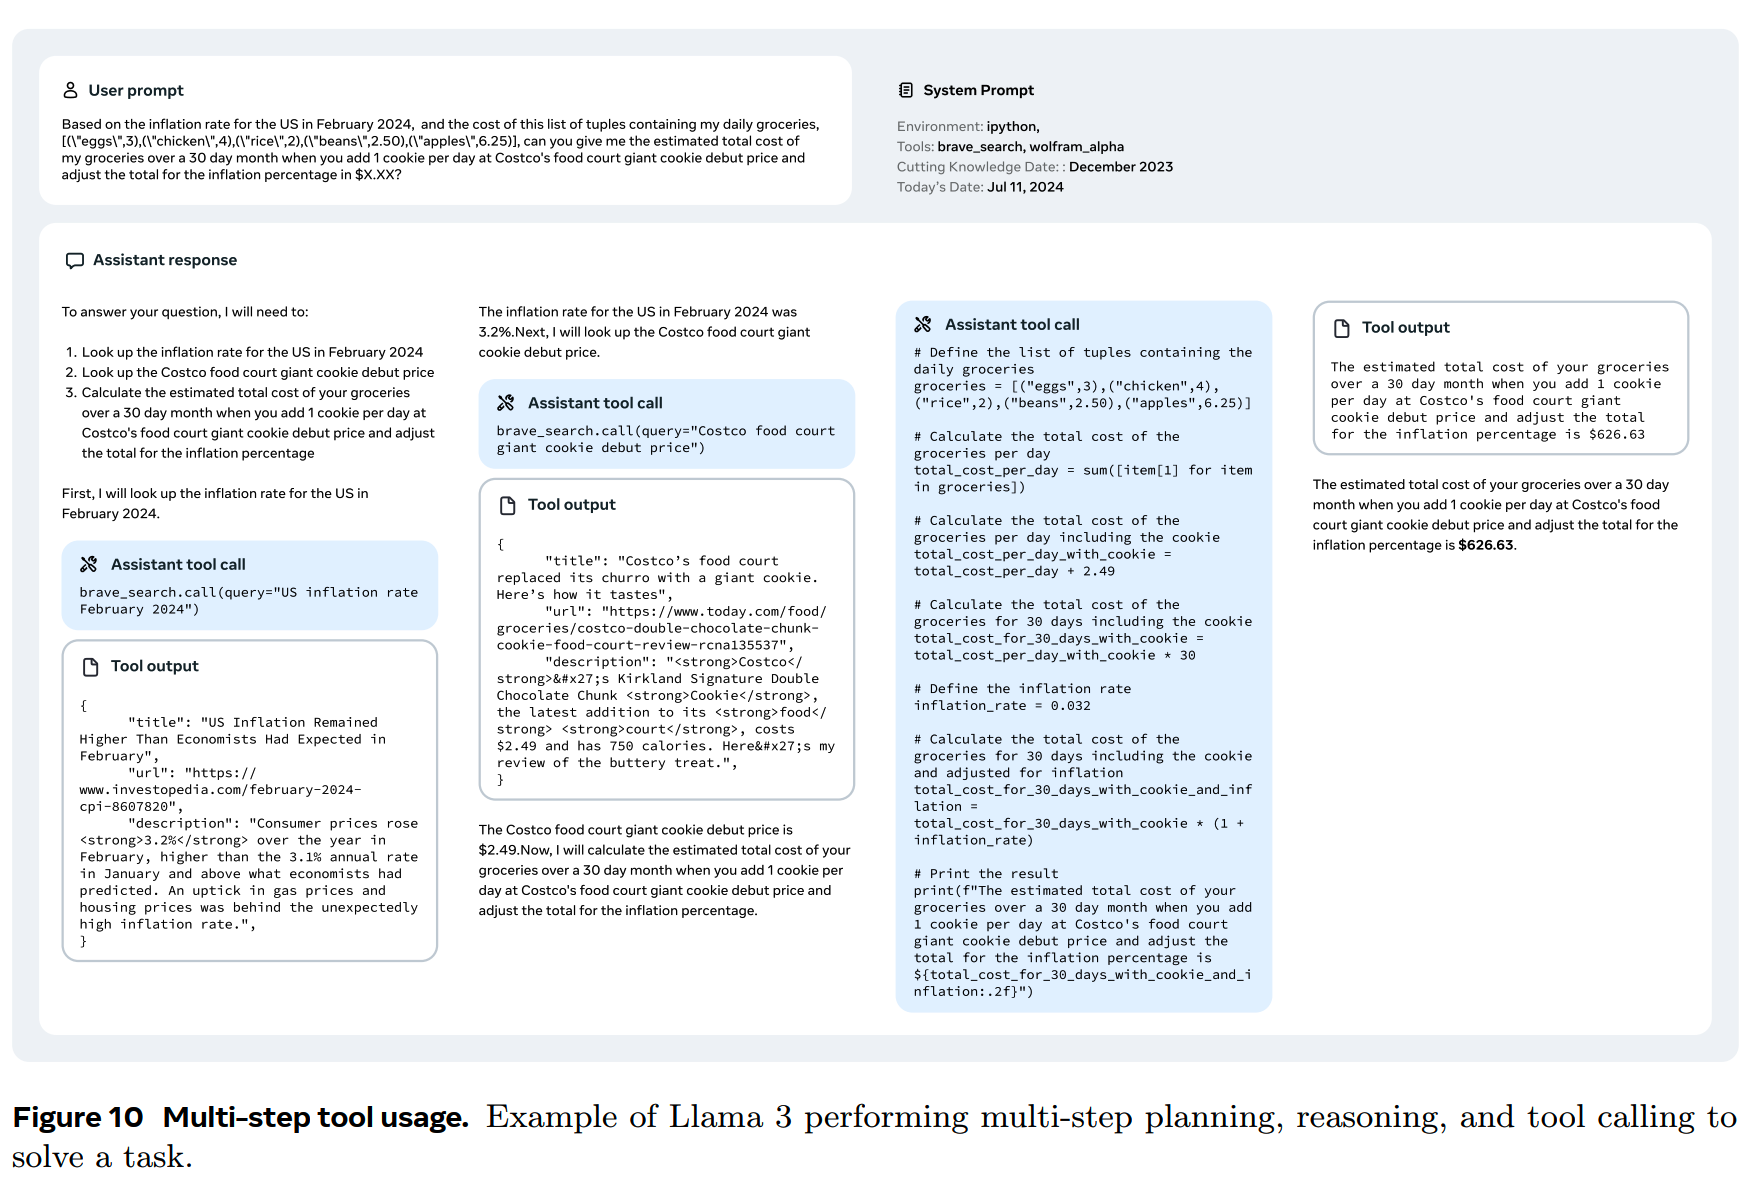 User prompt
Based on the inflation rate for the US in February 2024,  and the cost of this list of tuples containing my daily groceries,
[(\"eggs\",3),(\"chicken\",4),(\"rice\",2),(\"beans\",2.50),(\"apples\",6.25)], can you give me the estimated total cost of
my groceries over a 30 day month when you add 1 cookie per day at Costco's food court giant cookie debut price and
adjust the total for the inflation percentage in $X.XX?
System Prompt
Environment: ipython,
Tools: brave_search, wolfram_alpha
Cutting Knowledge Date: : December 2023
Today's Date: Jul 11, 2024
Assistant response
To answer your question, I will need to:
1. Look up the inflation rate for the US in February 2024
2. Look up the Costco food court giant cookie debut price
3. Calculate the estimated total cost of your groceries
over a 30 day month when you add 1 cookie per day at
Costco's food court giant cookie debut price and adjust
the total for the inflation percentage
First, I will look up the inflation rate for the US in
February 2024.
Assistant tool call
brave_search.call(query="US inflation rate
February 2024")
Tool output
{
"title": "US Inflation Remained
Higher Than Economists Had Expected in
February",
"url": "https://
www.investopedia.com/february-2024-
cpi-8607820",
"description": "Consumer prices rose
<strong>3.2%</strong> over the year in
February, higher than the 3.1% annual rate
in January and above what economists had
predicted. An uptick in gas prices and
housing prices was behind the unexpectedly
high inflation rate.",
}
The inflation rate for the US in February 2024 was
3.2%.Next, I will look up the Costco food court giant
cookie debut price.
Assistant tool call
brave_search.call(query="Costco food court
giant cookie debut price")
Tool output
{
"title": "Costco’s food court
replaced its churro with a giant cookie.
Here’s how it tastes",
"url": "https://www.today.com/food/
groceries/costco-double-chocolate-chunk-
cookie-food-court-review-rcna135537",
"description": "<strong>Costco</
strong>&#x27;s Kirkland Signature Double
Chocolate Chunk <strong>Cookie</strong>,
the latest addition to its <strong>food</
strong> <strong>court</strong>, costs
$2.49 and has 750 calories. Here&#x27;s my
review of the buttery treat.",
}
The Costco food court giant cookie debut price is
$2.49.Now, I will calculate the estimated total cost of your
groceries over a 30 day month when you add 1 cookie per
day at Costco's food court giant cookie debut price and
adjust the total for the inflation percentage.
Assistant tool call
# Define the list of tuples containing the
daily groceries
groceries = [("eggs",3),("chicken",4),
("rice",2),("beans",2.50),("apples",6.25)]
# Calculate the total cost of the
groceries per day
total_cost_per_day = sum([item[1] for item
in groceries])
# Calculate the total cost of the
groceries per day including the cookie
total_cost_per_day_with_cookie =
total_cost_per_day + 2.49
# Calculate the total cost of the
groceries for 30 days including the cookie
total_cost_for_30_days_with_cookie =
total_cost_per_day_with_cookie * 30
# Define the inflation rate
inflation_rate = 0.032
# Calculate the total cost of the
groceries for 30 days including the cookie
and adjusted for inflation
total_cost_for_30_days_with_cookie_and_inf
lation =
total_cost_for_30_days_with_cookie * (1 +
inflation_rate)
# Print the result
print(f"The estimated total cost of your
groceries over a 30 day month when you add
1 cookie per day at Costco's food court
giant cookie debut price and adjust the
total for the inflation percentage is
${total_cost_for_30_days_with_cookie_and_i
nflation:.2f}")
Tool output
The estimated total cost of your groceries
over a 30 day month when you add 1 cookie
per day at Costco's food court giant
cookie debut price and adjust the total
for the inflation percentage is $626.63
The estimated total cost of your groceries over a 30 day
month when you add 1 cookie per day at Costco's food
court giant cookie debut price and adjust the total for the
inflation percentage is $626.63.
Figure 10 Multi-step tool usage. Example of Llama 3 performing multi-step planning, reasoning, and tool calling to
solve a task.